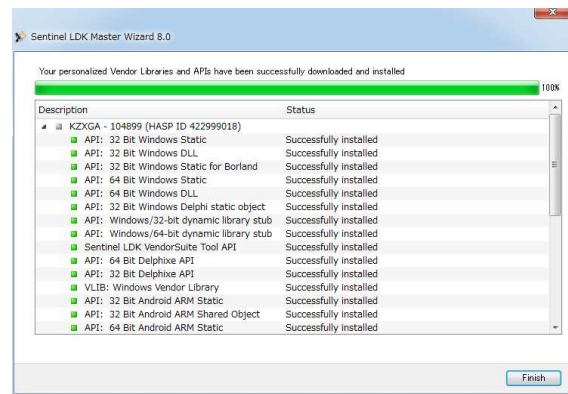 Sentinel LDK Master Wizard 8.0
Your personalized Vendor Libraries and APIs have been successfully downloaded and installed
100%
Description Status
KZXGA - 104899 (HASP ID 422999018)
API: 32 Bit Windows Static Successfully installed
API: 32 Bit Windows DLL Successfully installed
API: 32 Bit Windows Static for Borland Successfully installed
API: 64 Bit Windows Static Successfully installed
API: 64 Bit Windows DLL Successfully installed
API: 32 Bit Windows Delphi static object Successfully installed
API: Windows/32-bit dynamic library stub Successfully installed
API: Windows/64-bit dynamic library stub Successfully installed
Sentinel LDK VendorSuite Tool API Successfully installed
API: 64 Bit Delphixe API Successfully installed
API: 32 Bit Delphixe API Successfully installed
VLIB: Windows Vendor Library Successfully installed
API: 32 Bit Android ARM Static Successfully installed
API: 32 Bit Android ARM Shared Object Successfully installed
API: 64 Bit Android ARM Static Successfully installed
Finish